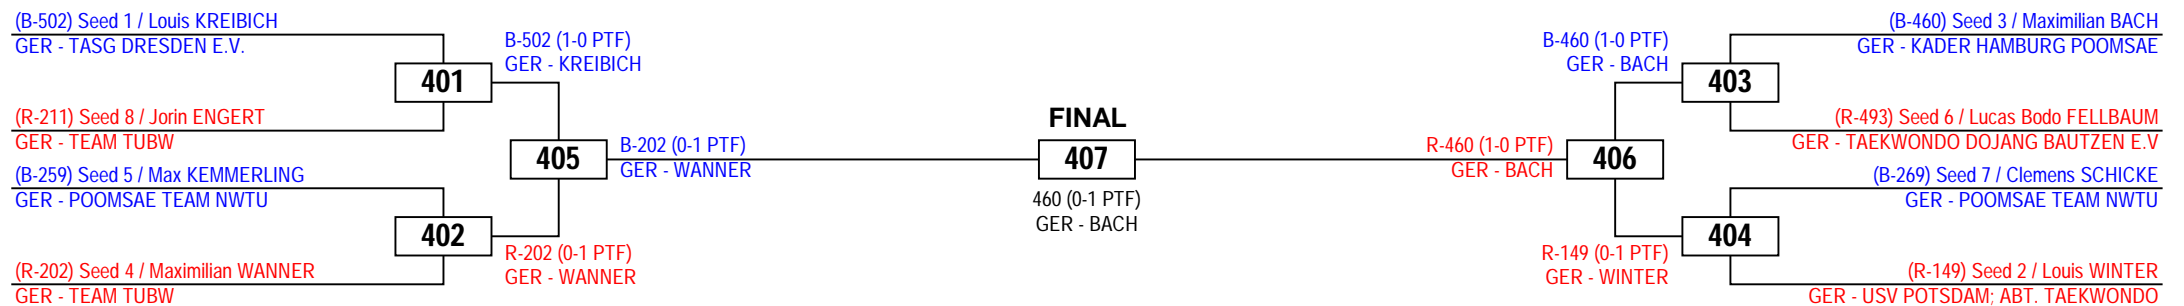 (B-502) Seed 1 / Louis KREIBICH
GER - TASG DRESDEN E.V.
(R-211) Seed 8 / Jorin ENGERT
GER - TEAM TUBW
(B-259) Seed 5 / Max KEMMERLING
GER - POOMSAE TEAM NWTU
(R-202) Seed 4 / Maximilian WANNER
GER - TEAM TUBW
401
402
B-502 (1-0 PTF)
GER - KREIBICH
R-202 (0-1 PTF)
GER - WANNER
405
B-202 (0-1 PTF)
GER - WANNER
FINAL
407
460 (0-1 PTF)
GER - BACH
R-460 (1-0 PTF)
GER - BACH
406
B-460 (1-0 PTF)
GER - BACH
R-149 (0-1 PTF)
GER - WINTER
403
404
(B-460) Seed 3 / Maximilian BACH
GER - KADER HAMBURG POOMSAE
(R-493) Seed 6 / Lucas Bodo FELLBAUM
GER - TAEKWONDO DOJANG BAUTZEN E.V
(B-269) Seed 7 / Clemens SCHICKE
GER - POOMSAE TEAM NWTU
(R-149) Seed 2 / Louis WINTER
GER - USV POTSDAM; ABT. TAEKWONDO